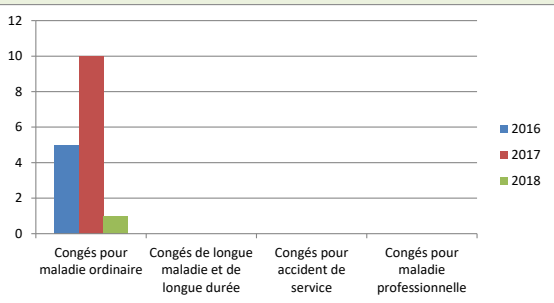 12
10
8
6
4
2
0
2016
2017
2018
Congés pour
maladie ordinaire
Congés de longue
maladie et de
longue durée
Congés pour
accident de
service
Congés pour
maladie
professionnelle